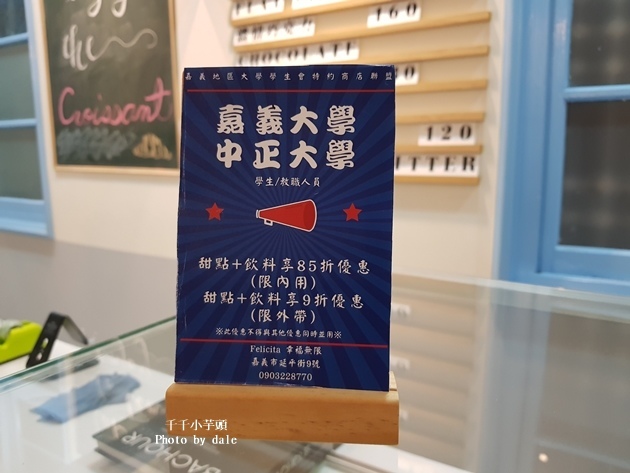 嘉義地區大學學生會特約商店聯盟
嘉義大學
中正大學
學生/教職人員
甜點+飲料享85折優惠
(限內用)
甜點+飲料享9折優惠
(限外帶)
※此優惠不得與其他優惠同時並用※
Felicita 幸福無限
嘉義市延平街9號
0903228770
Croissant
160
CHOCOLATE
120
千千小芋頭
Photo by dale